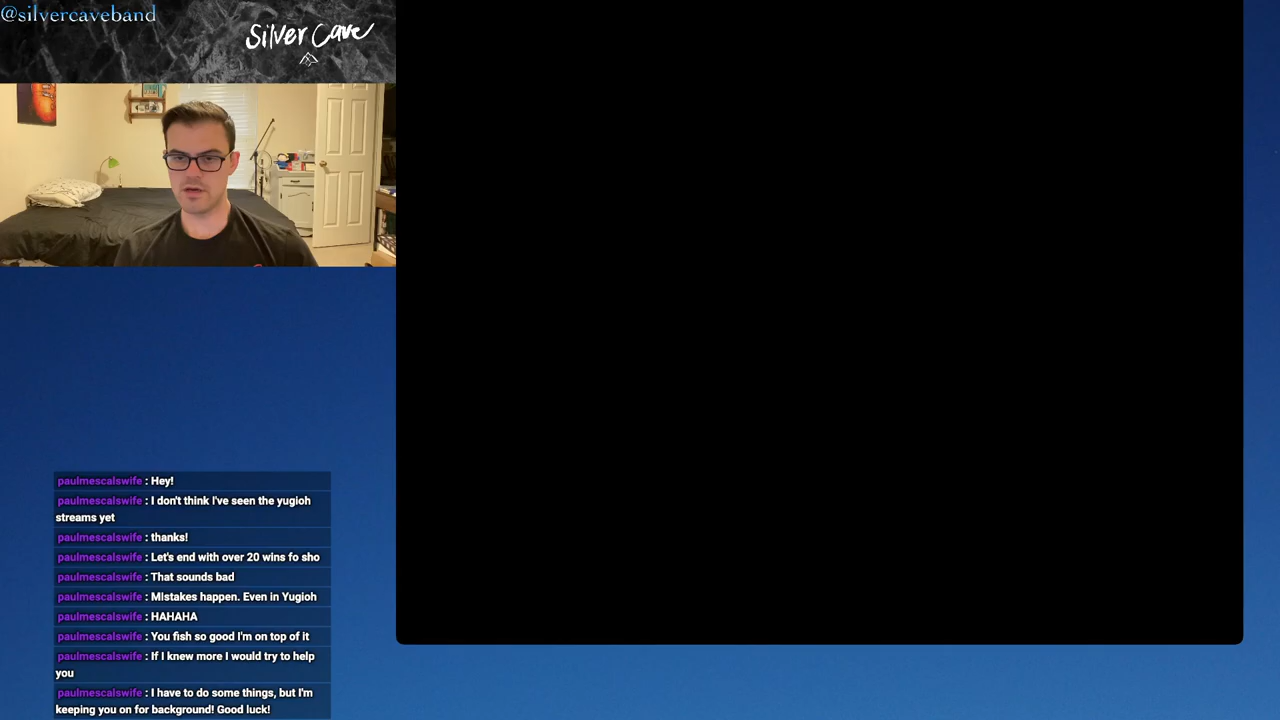 @silvercaveband
Silver Cave
paulmescalswife : Hey!
paulmescalswife : I don't think I've seen the yugioh
streams yet
paulmescalswife : thanks!
paulmescalswife : Let's end with over 20 wins fo sho
paulmescalswife : That sounds bad
paulmescalswife : MIstakes happen. Even in Yugioh
paulmescalswife : HAHAHA
paulmescalswife : You fish so good I'm on top of it
paulmescalswife : If I knew more I would try to help
you
paulmescalswife : I have to do some things, but I'm
keeping you on for background! Good luck!